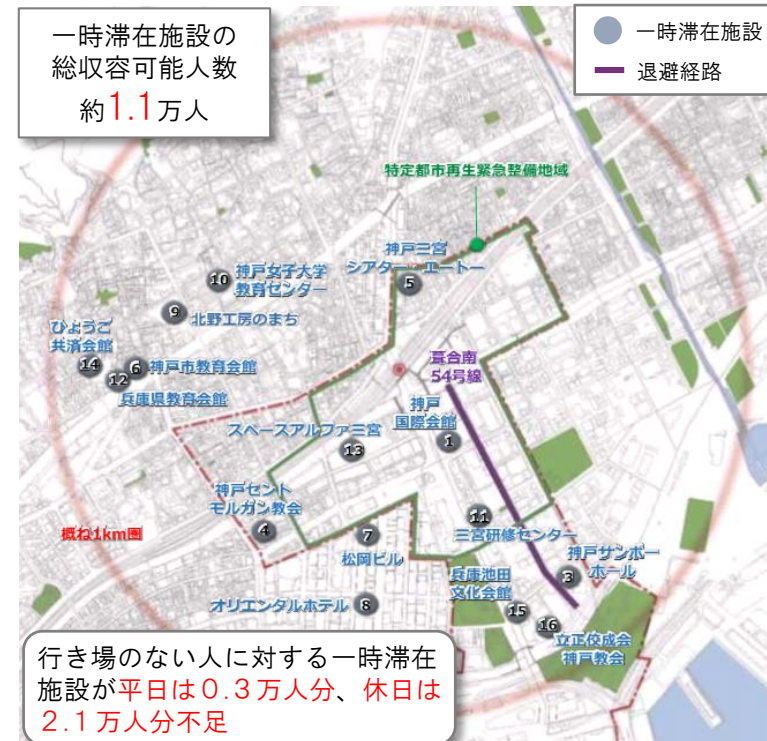 一時滞在施設の
総収容可能人数
約1.1万人
一時滞在施設
退避経路
特定都市再生緊急整備地域
神戸三宮
シアター・エートー
5
10
神戸女子大学
教育センター
9
北野工房のまち
ひょうご
共済会館
14
12
6
神戸市教育会館
兵庫県教育会館
葺合南
54号線
神戸
国際会館
1
スペースアルファ三宮
13
神戸セント
モルガン教会
4
概ね1km圏
7
松岡ビル
11
三宮研修センター
神戸サンボー
ホール
3
兵庫池田
文化会館
15
オリエンタルホテル
8
16
立正佼成会
神戸教会
行き場のない人に対する一時滞在
施設が平日は0.3万人分、休日は
2.1万人分不足